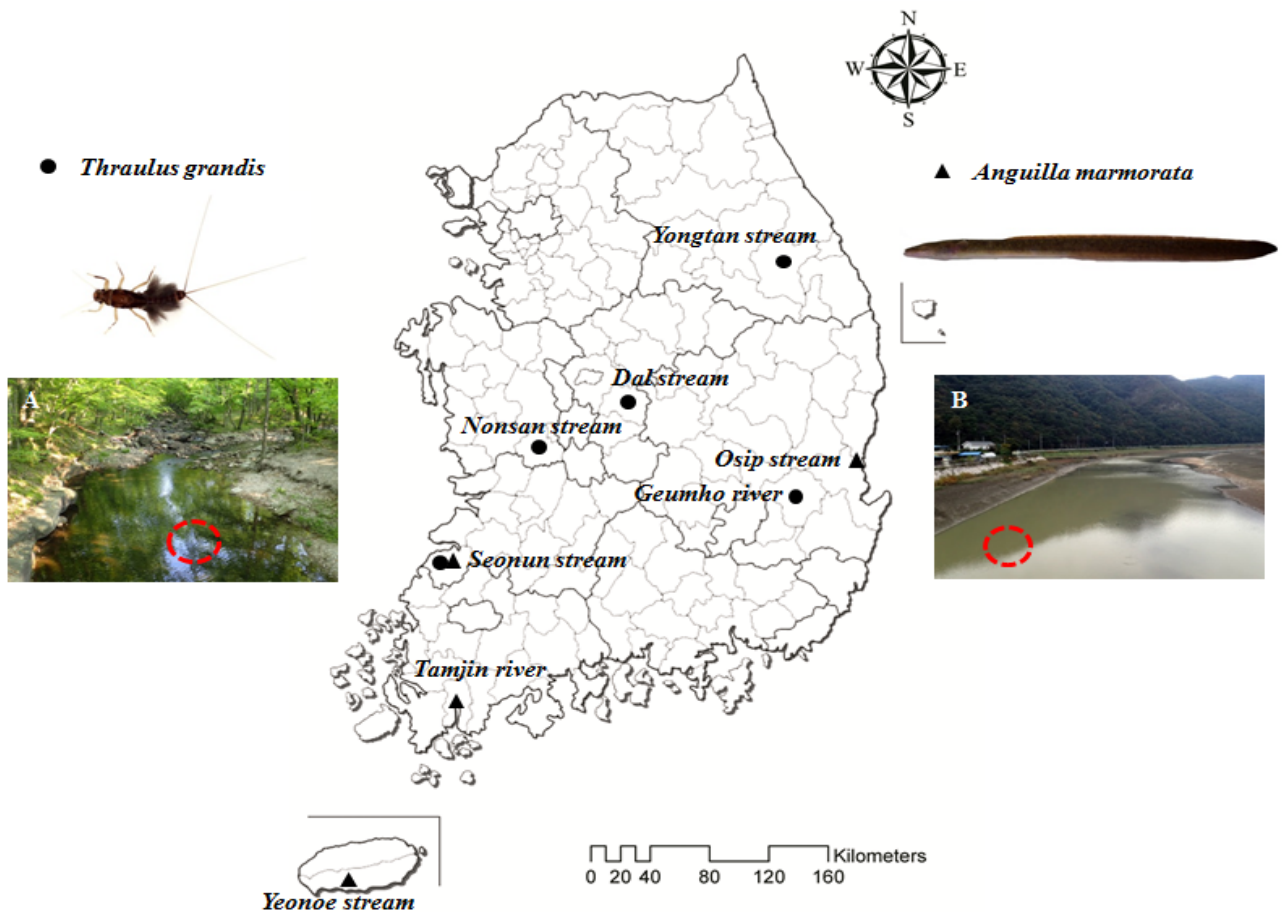 N
W E
S
Thraulus grandis
Anguilla marmorata
Yongtan stream
Dal stream
A
B
Nonsan stream
Osip stream
Geumho river
Seonun stream
Tamjin river
Kilometers
0 20 40 80 120 160
Yeonoe stream